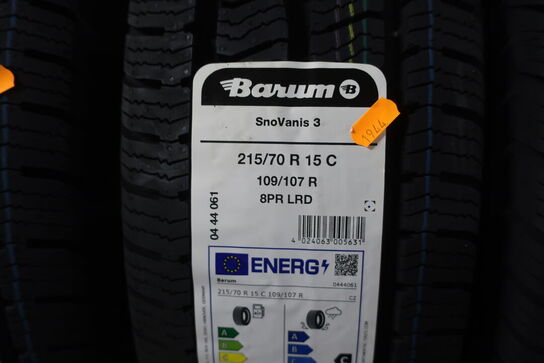 Barum B
SnoVanis 3
1944
215/70 R 15 C
109/107 R
8PR LRD
04 44 061
4 024063 005631
ENERG
Barum 0444061
215/70 R 15 C 109/107 R C2
A A
B B
C